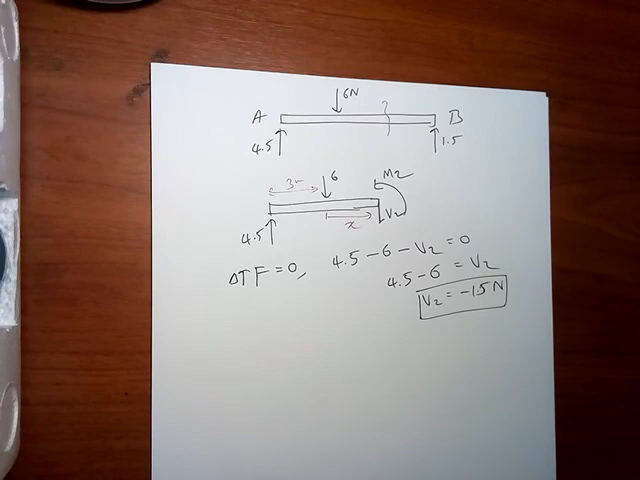 6N
A B
4.5 1.5
3m 6 M2
x V2
4.5
ΔT F = 0, 4.5 - 6 - V2 = 0
4.5 - 6 = V2
V2 = -1.5 N